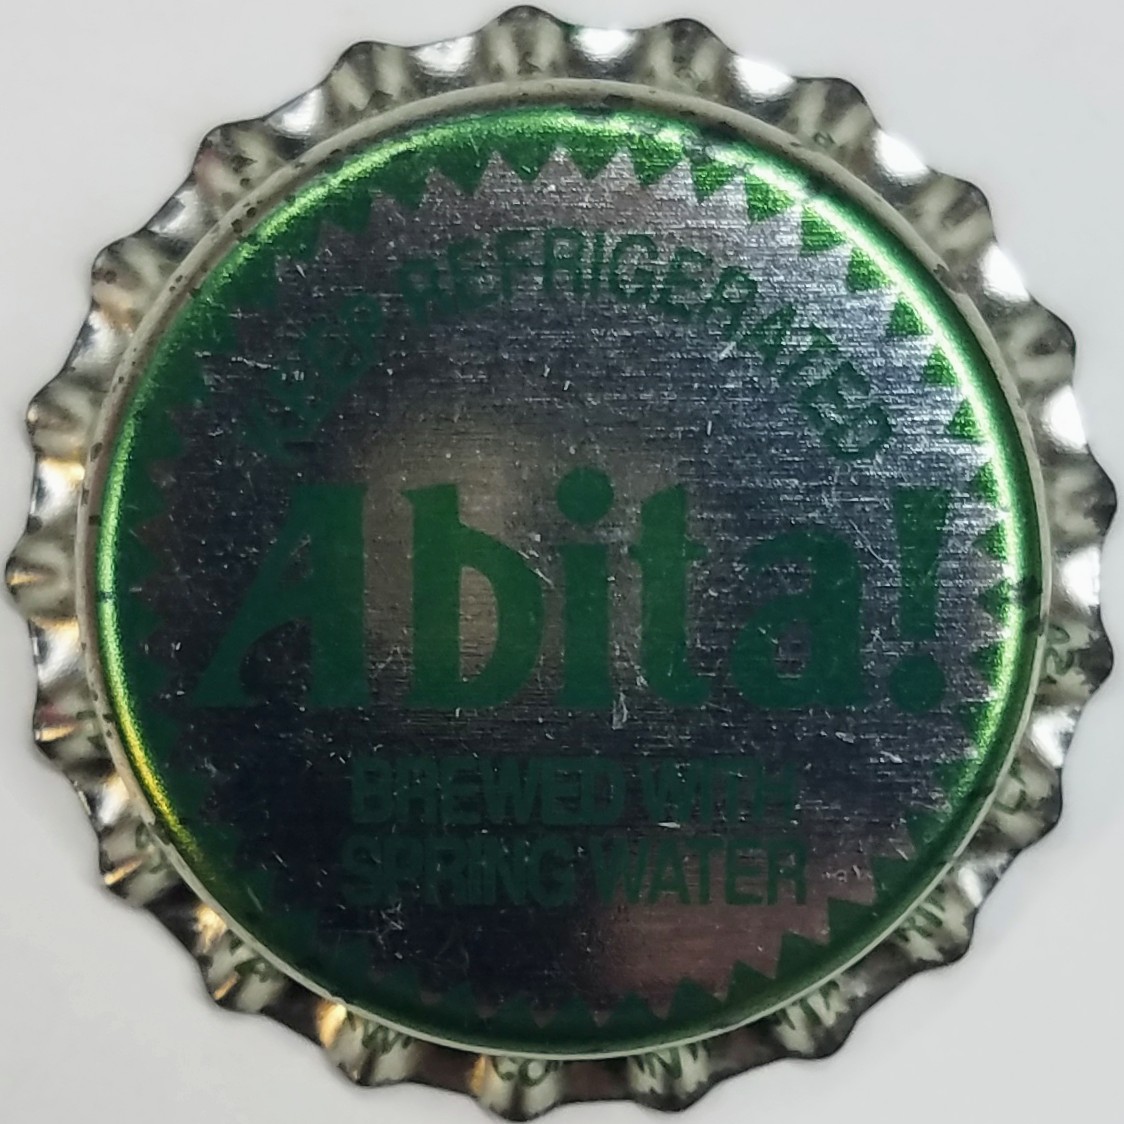 KEEP REFRIGERATED
Abita!
BREWED WITH
SPRING WATER